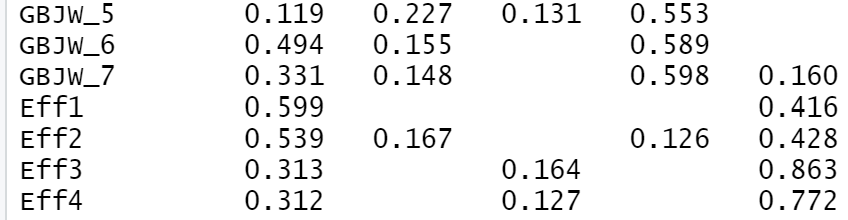 GBJW_5 0.119 0.227 0.131 0.553
GBJW_6 0.494 0.155 0.589
GBJW_7 0.331 0.148 0.598 0.160
Eff1 0.599 0.416
Eff2 0.539 0.167 0.126 0.428
Eff3 0.313 0.164 0.863
Eff4 0.312 0.127 0.772